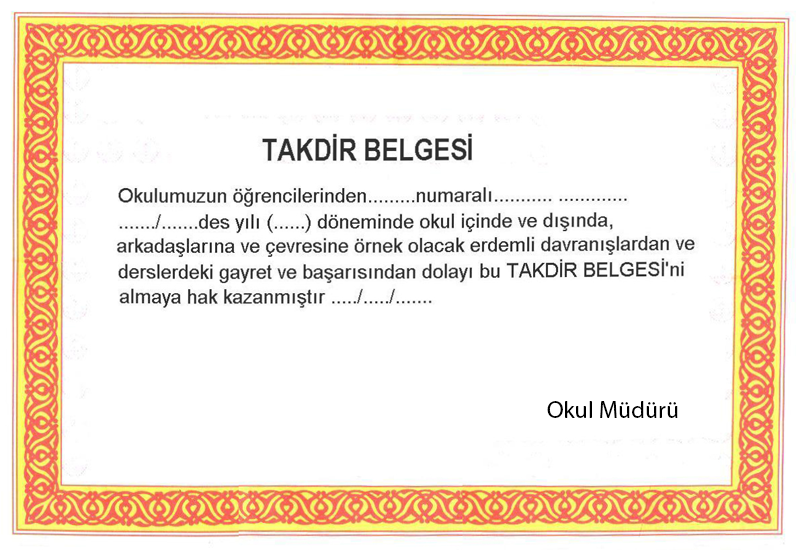 TAKDİR BELGESİ
Okulumuzun öğrencilerinden.........numaralı........... .............
......./.......des yılı (......) döneminde okul içinde ve dışında,
arkadaşlarına ve çevresine örnek olacak erdemli davranışlardan ve
derslerdeki gayret ve başarısından dolayı bu TAKDİR BELGESİ'ni
almaya hak kazanmıştır ...../...../.......
Okul Müdürü